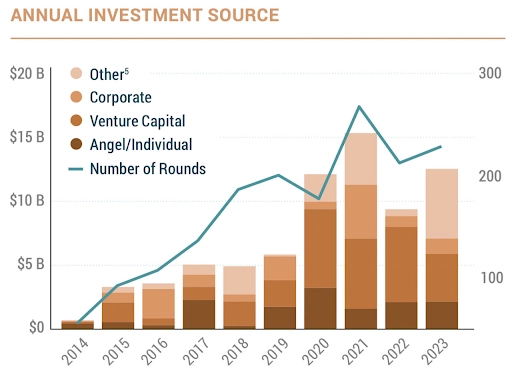 ANNUAL INVESTMENT SOURCE
$20 B
300
Other⁵
Corporate
$15 B
Venture Capital
Angel/Individual
Number of Rounds
200
$10 B
$5 B
100
$0
2014 2015 2016 2017 2018 2019 2020 2021 2022 2023